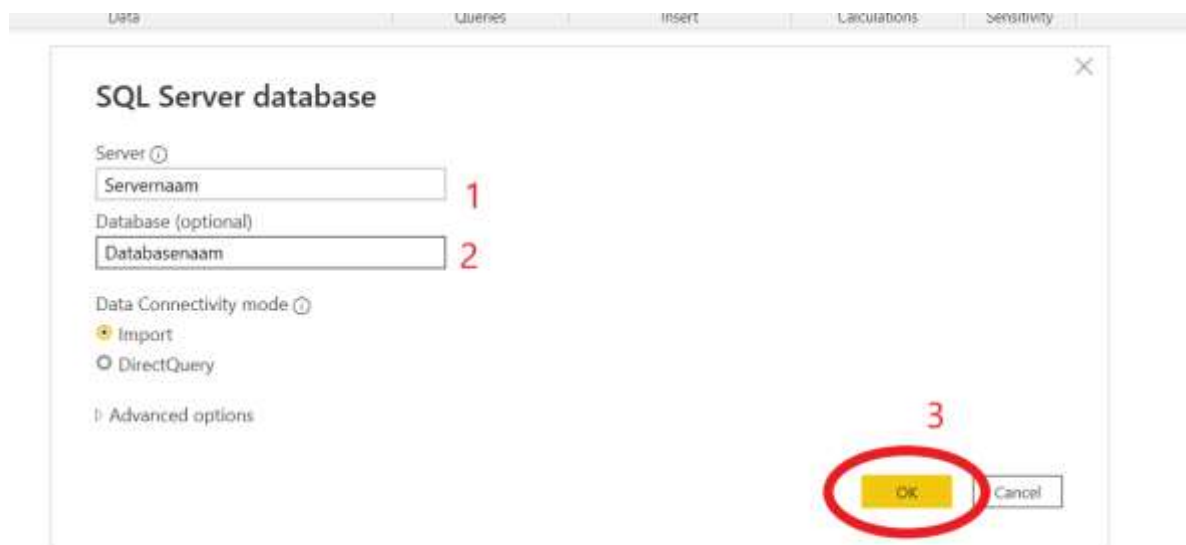 Data Queries Insert Calculations Sensitivity
SQL Server database
Server
Servernaam
1
Database (optional)
Databasenaam
2
Data Connectivity mode
Import
DirectQuery
Advanced options
3
OK Cancel